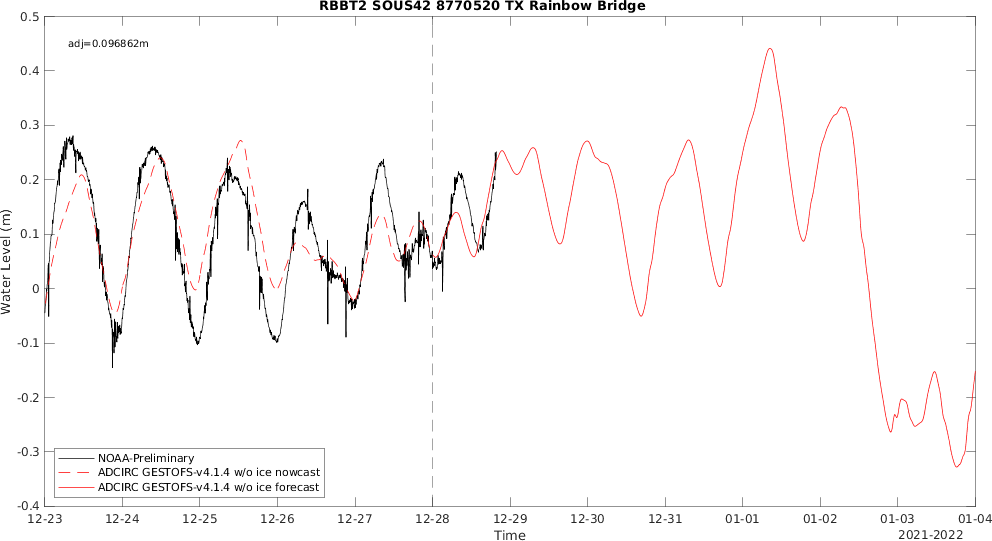 RBBT2 SOUS42 8770520 TX Rainbow Bridge
adj=0.096862m
0.5
0.4
0.3
0.2
0.1
0
-0.1
-0.2
-0.3
-0.4
Water Level (m)
NOAA-Preliminary
ADCIRC GESTOFS-v4.1.4 w/o ice nowcast
ADCIRC GESTOFS-v4.1.4 w/o ice forecast
12-23 12-24 12-25 12-26 12-27 12-28 12-29 12-30 12-31 01-01 01-02 01-03 01-04
Time
2021-2022